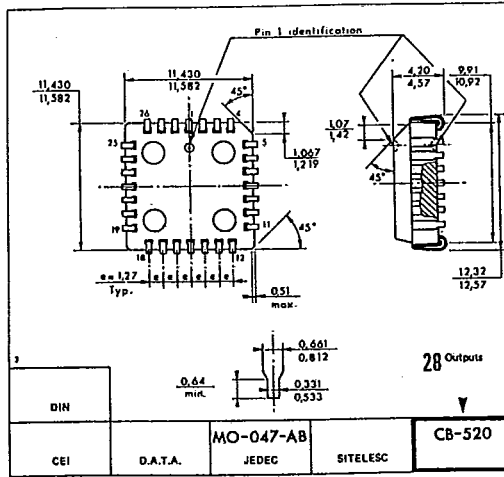 Pin 1 identification
11,430
11,582
11,430
11,582
45°
26
4
25
5
1,067
1,219
19
11
45°
18
12
e = 1,27
Typ.
e e e e e
0,51
max.
4,20
4,57
9,91
10,92
1,07
1,42
45°
12,32
12,57
0,661
0,812
0,64
min.
0,331
0,533
28 Outputs
DIN
CEI
D.A.T.A.
MO-047-AB
JEDEC
SITELESC
CB-520